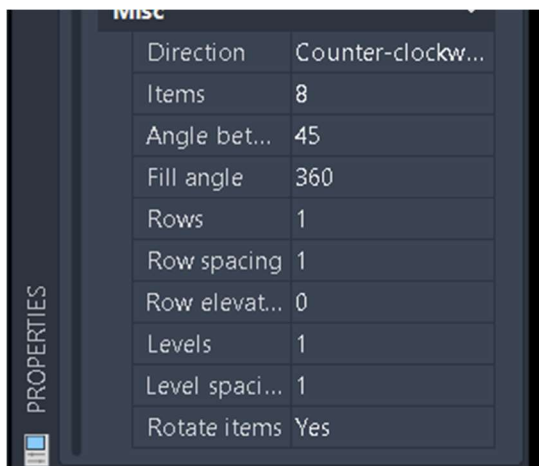 Misc
Direction Counter-clockw...
Items 8
Angle bet... 45
Fill angle 360
Rows 1
Row spacing 1
Row elevat... 0
Levels 1
Level spaci... 1
Rotate items Yes
PROPERTIES